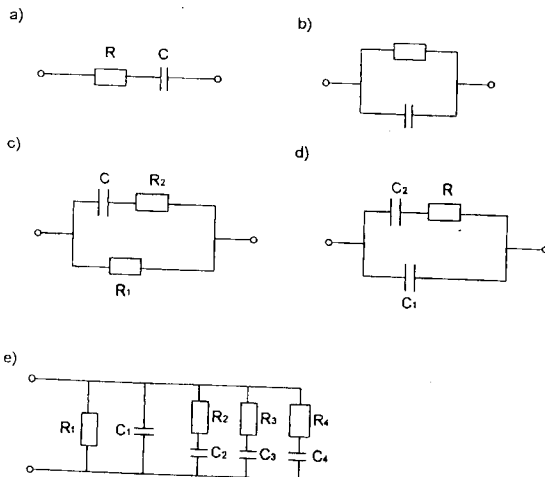 a)
R C
b)
c)
C R₂
R₁
d)
C₂ R
C₁
e)
R₁ C₁ R₂ R₃ R₄
C₂ C₃ C₄